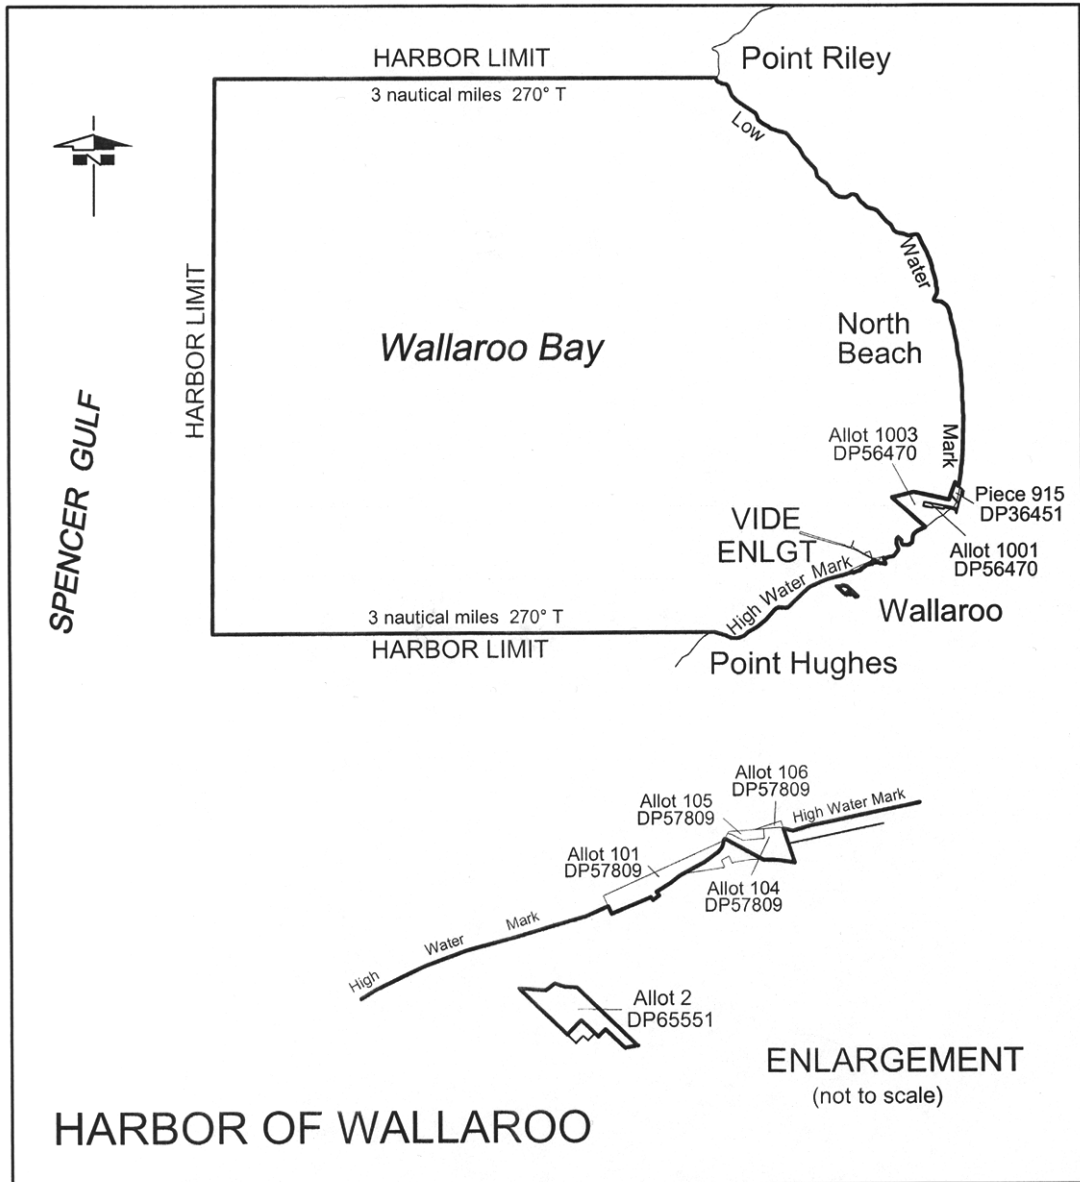 HARBOR LIMIT
3 nautical miles 270° T
Point Riley
Low
Water
Mark
N
HARBOR LIMIT
SPENCER GULF
Wallaroo Bay
North
Beach
Allot 1003
DP56470
Piece 915
DP36451
Allot 1001
DP56470
VIDE
ENLGT
High Water Mark
Wallaroo
3 nautical miles 270° T
HARBOR LIMIT
Point Hughes
Allot 106
DP57809
Allot 105
DP57809
High Water Mark
Allot 101
DP57809
Allot 104
DP57809
High Water Mark
Allot 2
DP65551
ENLARGEMENT
(not to scale)
HARBOR OF WALLAROO